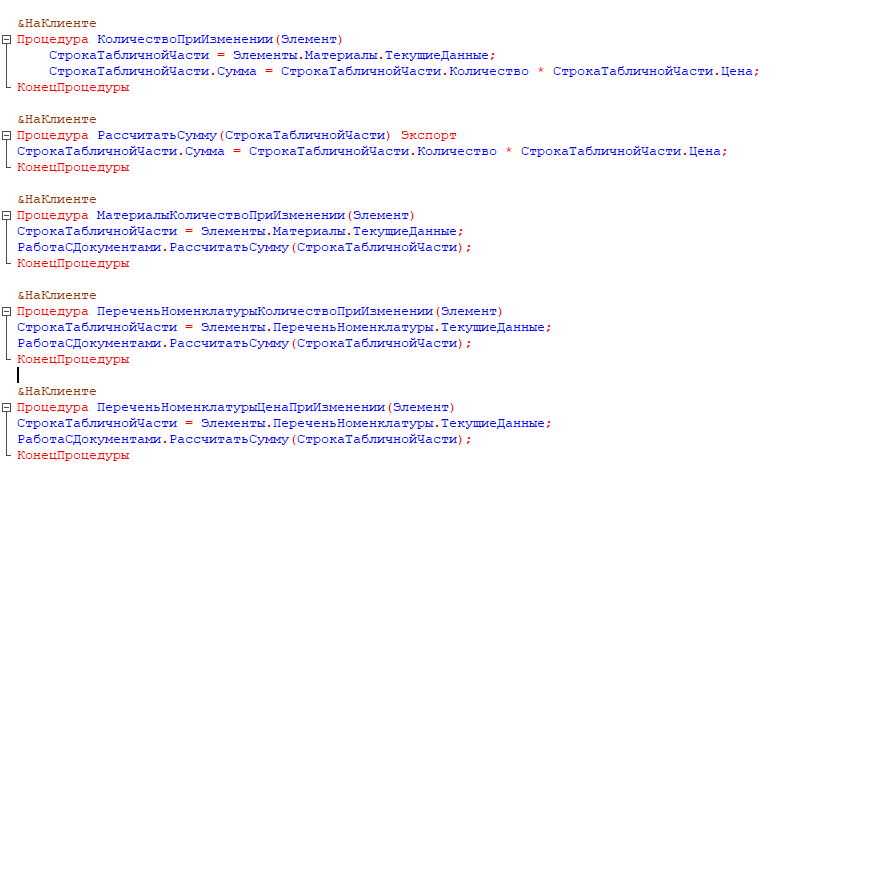 &НаКлиенте
Процедура КоличествоПриИзменении(Элемент)
СтрокаТабличнойЧасти = Элементы.Материалы.ТекущиеДанные;
СтрокаТабличнойЧасти.Сумма = СтрокаТабличнойЧасти.Количество * СтрокаТабличнойЧасти.Цена;
КонецПроцедуры
&НаКлиенте
Процедура РассчитатьСумму(СтрокаТабличнойЧасти) Экспорт
СтрокаТабличнойЧасти.Сумма = СтрокаТабличнойЧасти.Количество * СтрокаТабличнойЧасти.Цена;
КонецПроцедуры
&НаКлиенте
Процедура МатериалыКоличествоПриИзменении(Элемент)
СтрокаТабличнойЧасти = Элементы.Материалы.ТекущиеДанные;
РаботаСДокументами.РассчитатьСумму(СтрокаТабличнойЧасти);
КонецПроцедуры
&НаКлиенте
Процедура ПереченьНоменклатурыКоличествоПриИзменении(Элемент)
СтрокаТабличнойЧасти = Элементы.ПереченьНоменклатуры.ТекущиеДанные;
РаботаСДокументами.РассчитатьСумму(СтрокаТабличнойЧасти);
КонецПроцедуры
&НаКлиенте
Процедура ПереченьНоменклатурыЦенаПриИзменении(Элемент)
СтрокаТабличнойЧасти = Элементы.ПереченьНоменклатуры.ТекущиеДанные;
РаботаСДокументами.РассчитатьСумму(СтрокаТабличнойЧасти);
КонецПроцедуры